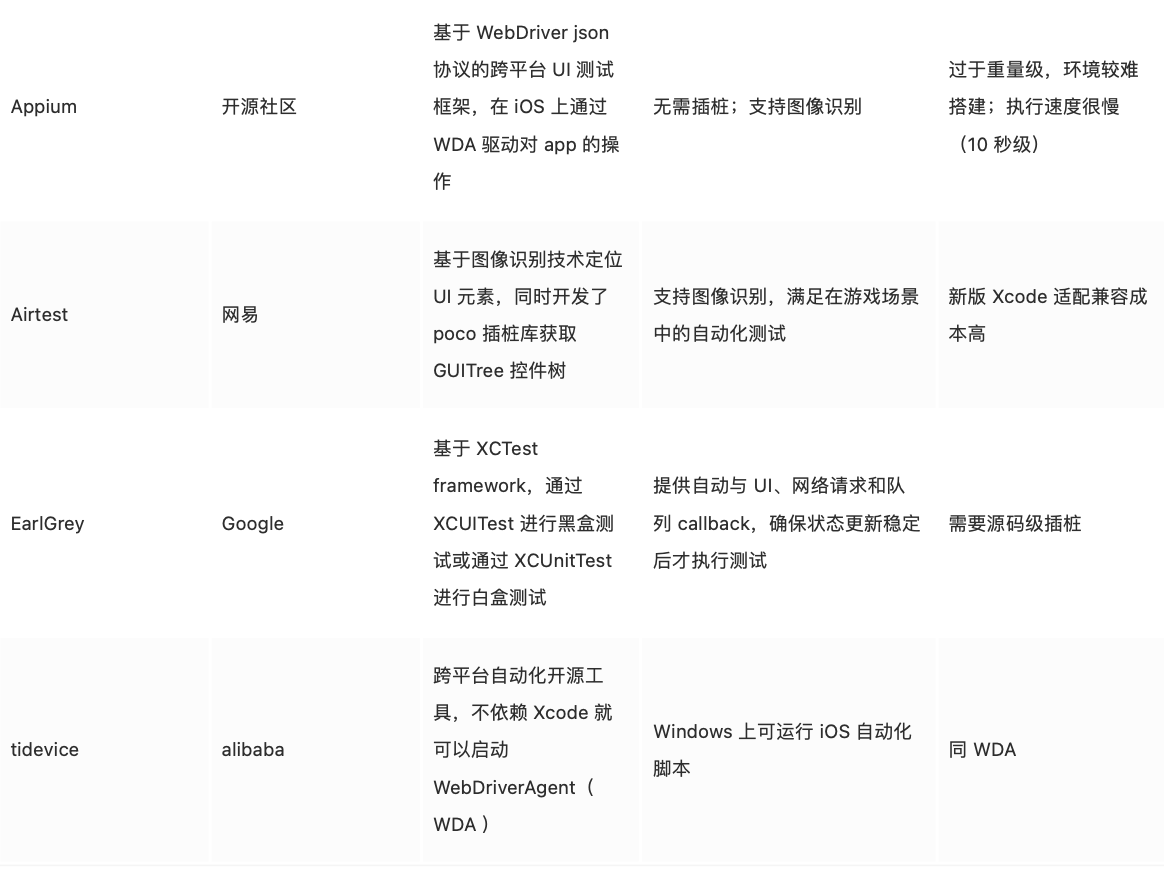 Appium
开源社区
基于 WebDriver json
协议的跨平台 UI 测试
框架，在 iOS 上通过
WDA 驱动对 app 的操
作
无需插桩；支持图像识别
过于重量级，环境较难
搭建；执行速度很慢
（10 秒级）
Airtest
网易
基于图像识别技术定位
UI 元素，同时开发了
poco 插桩库获取
GUITree 控件树
支持图像识别，满足在游戏场景
中的自动化测试
新版 Xcode 适配兼容成
本高
EarlGrey
Google
基于 XCTest
framework，通过
XCUITest 进行黑盒测
试或通过 XCUnitTest
进行白盒测试
提供自动与 UI、网络请求和队
列 callback，确保状态更新稳定
后才执行测试
需要源码级插桩
tidevice
alibaba
跨平台自动化开源工
具，不依赖 Xcode 就
可以启动
WebDriverAgent（
WDA ）
Windows 上可运行 iOS 自动化
脚本
同 WDA